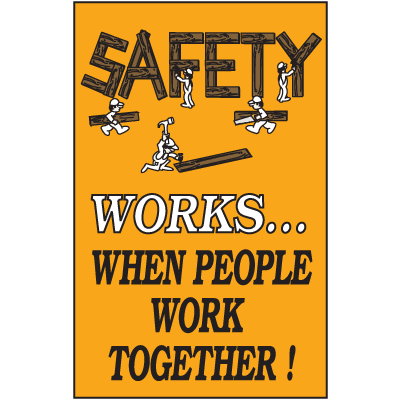 SAFETY
WORKS...
WHEN PEOPLE
WORK
TOGETHER !